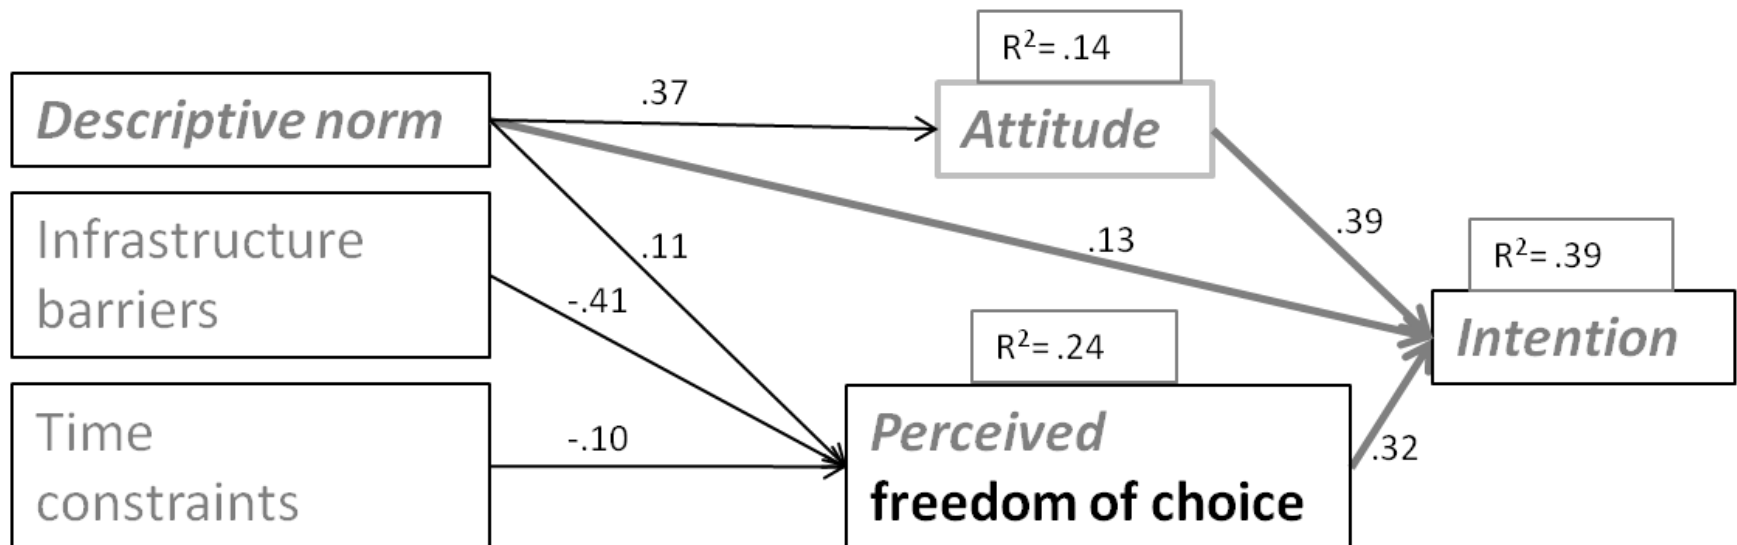 R²= .14
.37
Descriptive norm
Attitude
Infrastructure
barriers
.11
-.41
.13
.39
R²= .39
Intention
R²= .24
Time
constraints
-.10
Perceived
freedom of choice
.32